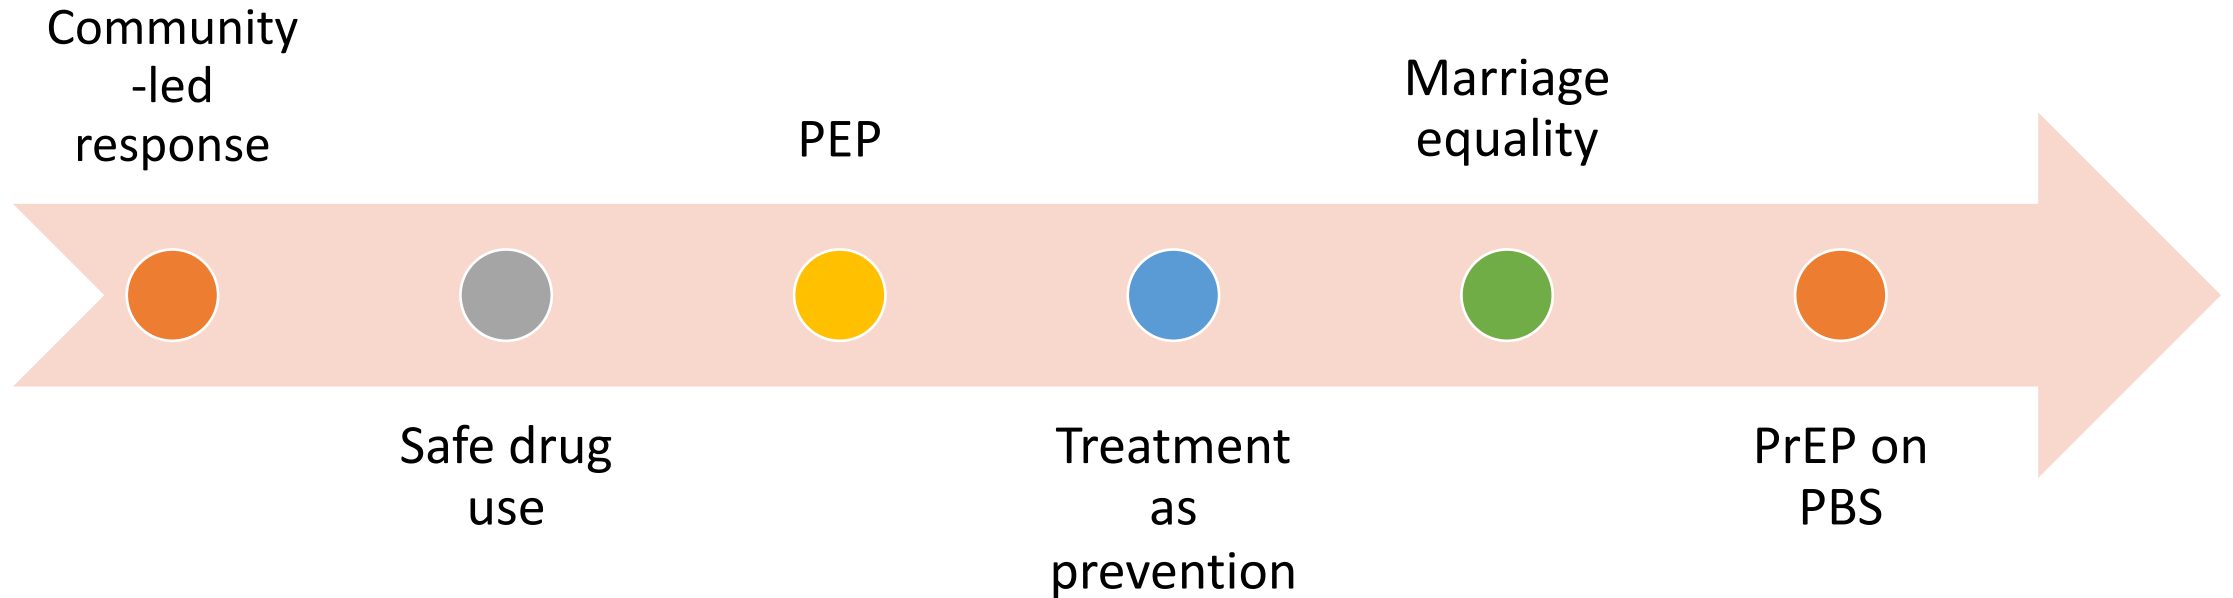 Community
-led
response
Safe drug
use
PEP
Treatment
as
prevention
Marriage
equality
PrEP on
PBS